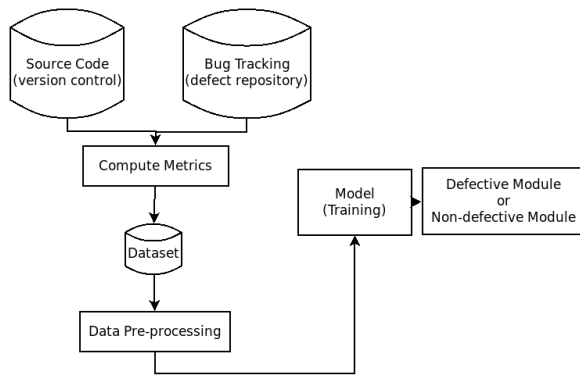 Source Code
(version control)
Bug Tracking
(defect repository)
Compute Metrics
Dataset
Data Pre-processing
Model
(Training)
Defective Module
or
Non-defective Module